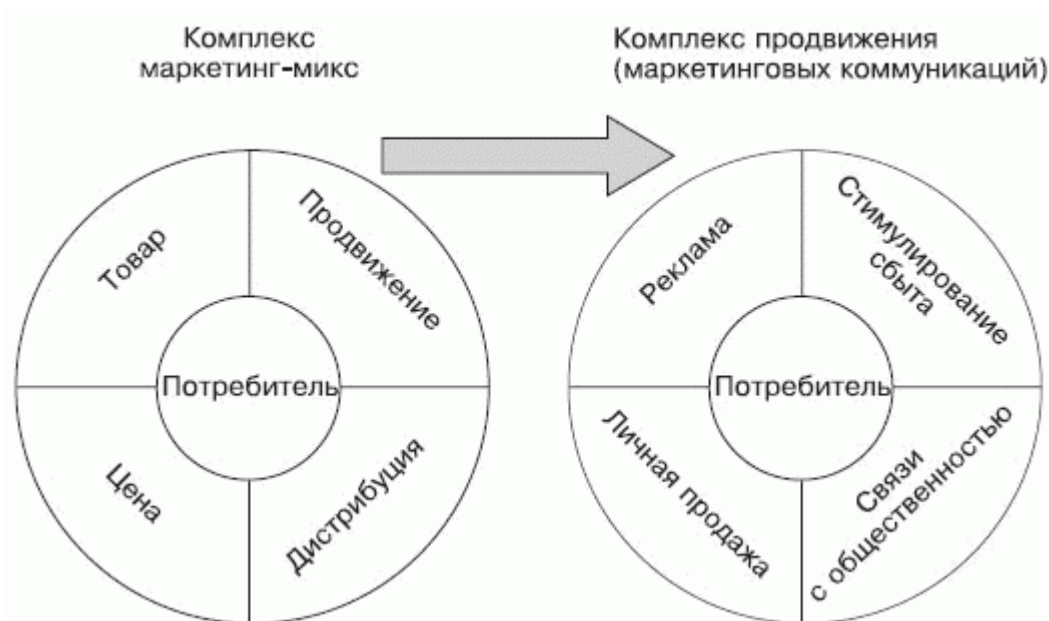 Комплекс
маркетинг-микс
Комплекс продвижения
(маркетинговых коммуникаций)
Товар
Продвижение
Потребитель
Цена
Дистрибуция
Реклама
Стимулирование
сбыта
Потребитель
Личная продажа
Связи
с общественностью